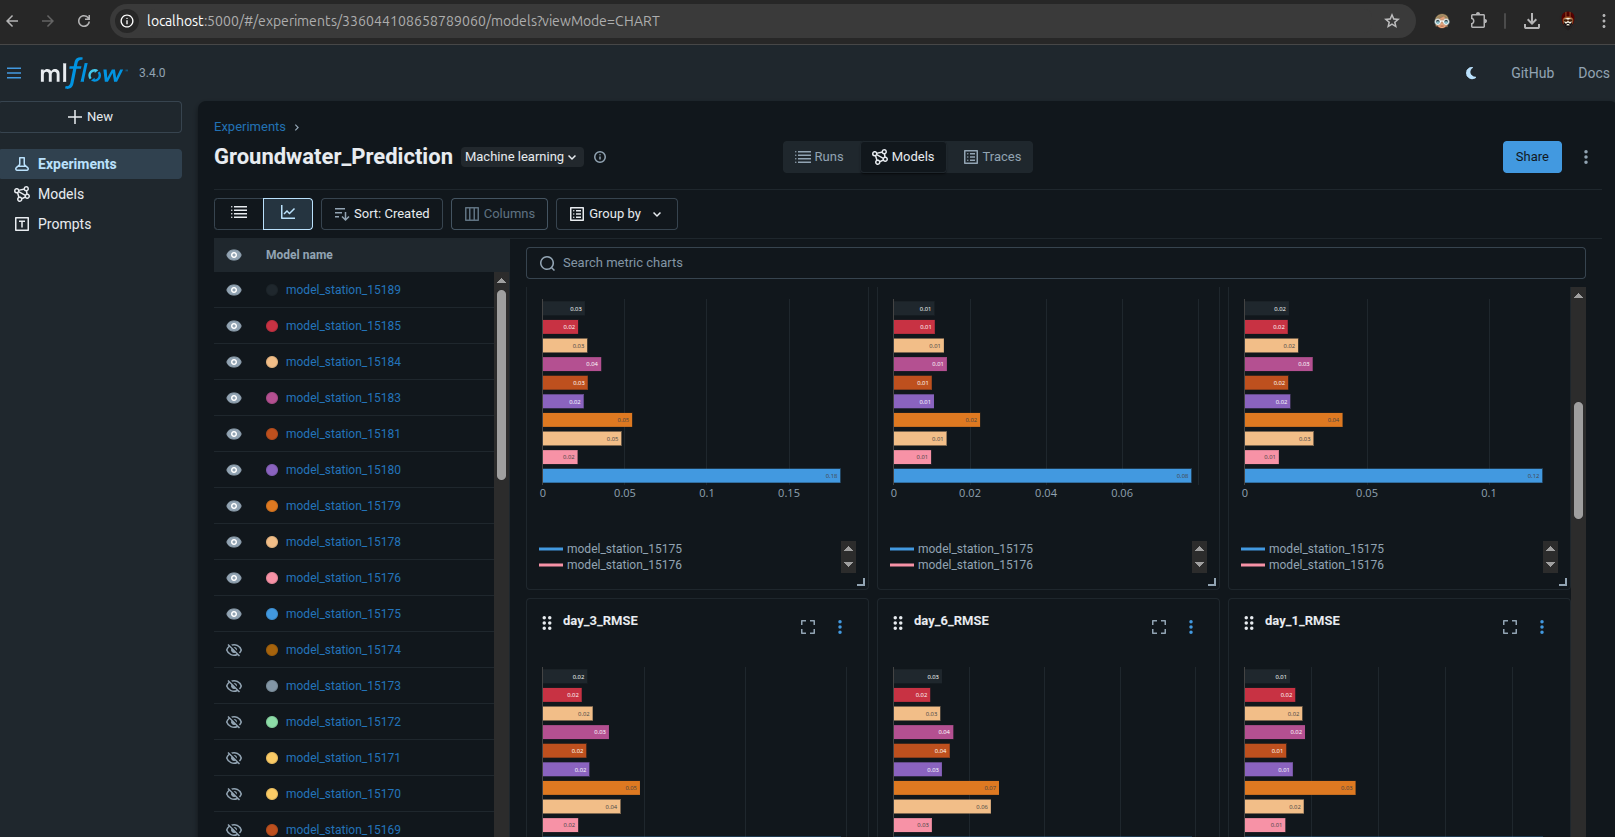 localhost:5000/#/experiments/336044108658789060/models?viewMode=CHART
mlflow 3.4.0
GitHub Docs
New
Experiments
Models
Prompts
Experiments
Groundwater_Prediction Machine learning
Runs Models Traces
Share
Sort: Created Columns Group by
Model name
model_station_15189
model_station_15185
model_station_15184
model_station_15183
model_station_15181
model_station_15180
model_station_15179
model_station_15178
model_station_15176
model_station_15175
model_station_15174
model_station_15173
model_station_15172
model_station_15171
model_station_15170
model_station_15169
Search metric charts
0.03
0.02
0.03
0.04
0.03
0.02
0.05
0.05
0.02
0.18
0 0.05 0.1 0.15
model_station_15175
model_station_15176
0.01
0.01
0.01
0.01
0.01
0.01
0.02
0.01
0.01
0.08
0 0.02 0.04 0.06
model_station_15175
model_station_15176
0.02
0.02
0.02
0.03
0.02
0.02
0.04
0.03
0.01
0.12
0 0.05 0.1
model_station_15175
model_station_15176
day_3_RMSE
0.02
0.02
0.02
0.03
0.02
0.02
0.05
0.04
0.02
day_6_RMSE
0.03
0.02
0.03
0.04
0.04
0.03
0.07
0.06
0.03
day_1_RMSE
0.01
0.02
0.02
0.02
0.01
0.01
0.03
0.02
0.01